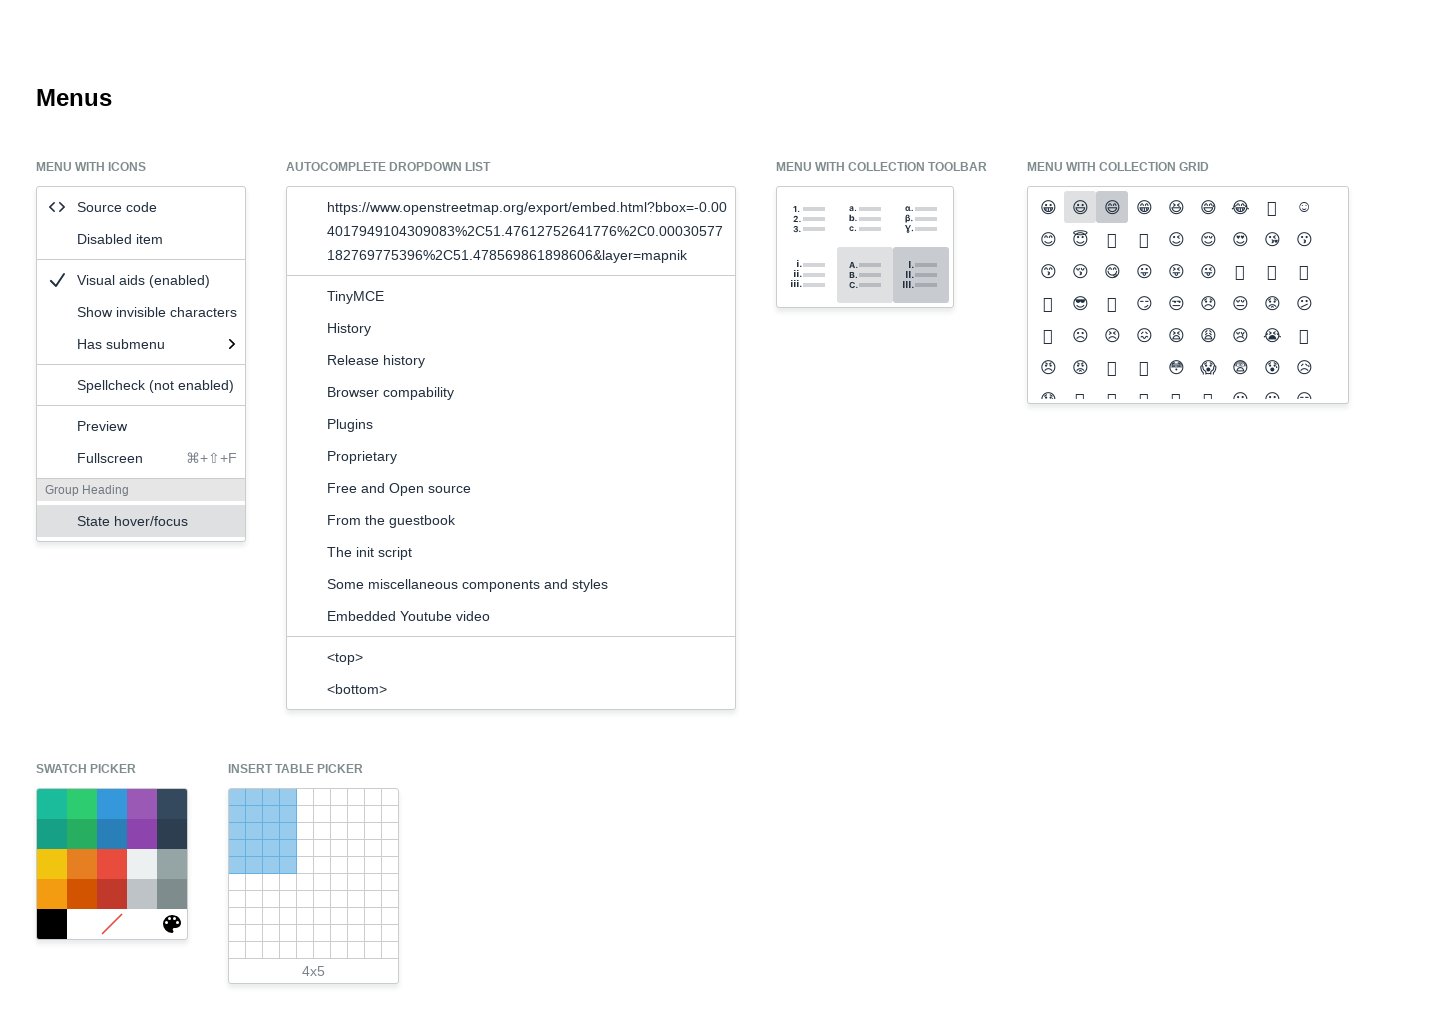 Menus
MENU WITH ICONS
Source code
Disabled item
Visual aids (enabled)
Show invisible characters
Has submenu
Spellcheck (not enabled)
Preview
Fullscreen ⌘+⇧+F
Group Heading
State hover/focus
AUTOCOMPLETE DROPDOWN LIST
https://www.openstreetmap.org/export/embed.html?bbox=-0.00
4017949104309083%2C51.47612752641776%2C0.00030577
182769775396%2C51.478569861898606&layer=mapnik
TinyMCE
History
Release history
Browser compability
Plugins
Proprietary
Free and Open source
From the guestbook
The init script
Some miscellaneous components and styles
Embedded Youtube video
<top>
<bottom>
MENU WITH COLLECTION TOOLBAR
1. a. α.
2. b. β.
3. c. γ.
i. A. I.
ii. B. II.
iii. C. III.
MENU WITH COLLECTION GRID
SWATCH PICKER
INSERT TABLE PICKER
4x5